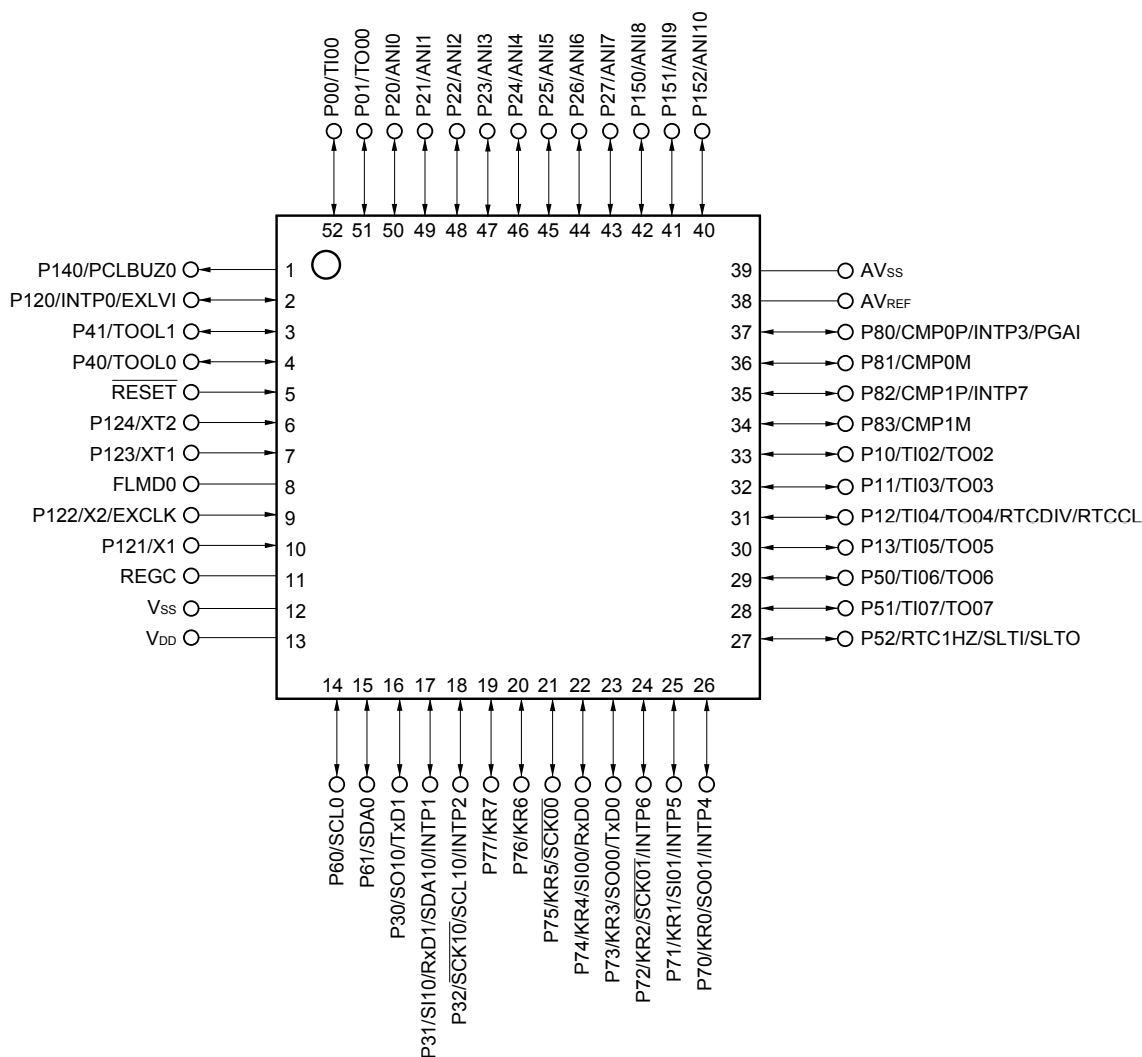 P00/TI00
P01/TO00
P20/ANI0
P21/ANI1
P22/ANI2
P23/ANI3
P24/ANI4
P25/ANI5
P26/ANI6
P27/ANI7
P150/ANI8
P151/ANI9
P152/ANI10
52 51 50 49 48 47 46 45 44 43 42 41 40
P140/PCLBUZ0 1
P120/INTP0/EXLVI 2
P41/TOOL1 3
P40/TOOL0 4
RESET 5
P124/XT2 6
P123/XT1 7
FLMD0 8
P122/X2/EXCLK 9
P121/X1 10
REGC 11
VSS 12
VDD 13
39 AVSS
38 AVREF
37 P80/CMP0P/INTP3/PGAI
36 P81/CMP0M
35 P82/CMP1P/INTP7
34 P83/CMP1M
33 P10/TI02/TO02
32 P11/TI03/TO03
31 P12/TI04/TO04/RTCDIV/RTCCL
30 P13/TI05/TO05
29 P50/TI06/TO06
28 P51/TI07/TO07
27 P52/RTC1HZ/SLTI/SLTO
14 15 16 17 18 19 20 21 22 23 24 25 26
P60/SCL0
P61/SDA0
P30/SO10/TxD1
P31/SI10/RxD1/SDA10/INTP1
P32/SCK10/SCL10/INTP2
P77/KR7
P76/KR6
P75/KR5/SCK00
P74/KR4/SI00/RxD0
P73/KR3/SO00/TxD0
P72/KR2/SCK01/INTP6
P71/KR1/SI01/INTP5
P70/KR0/SO01/INTP4